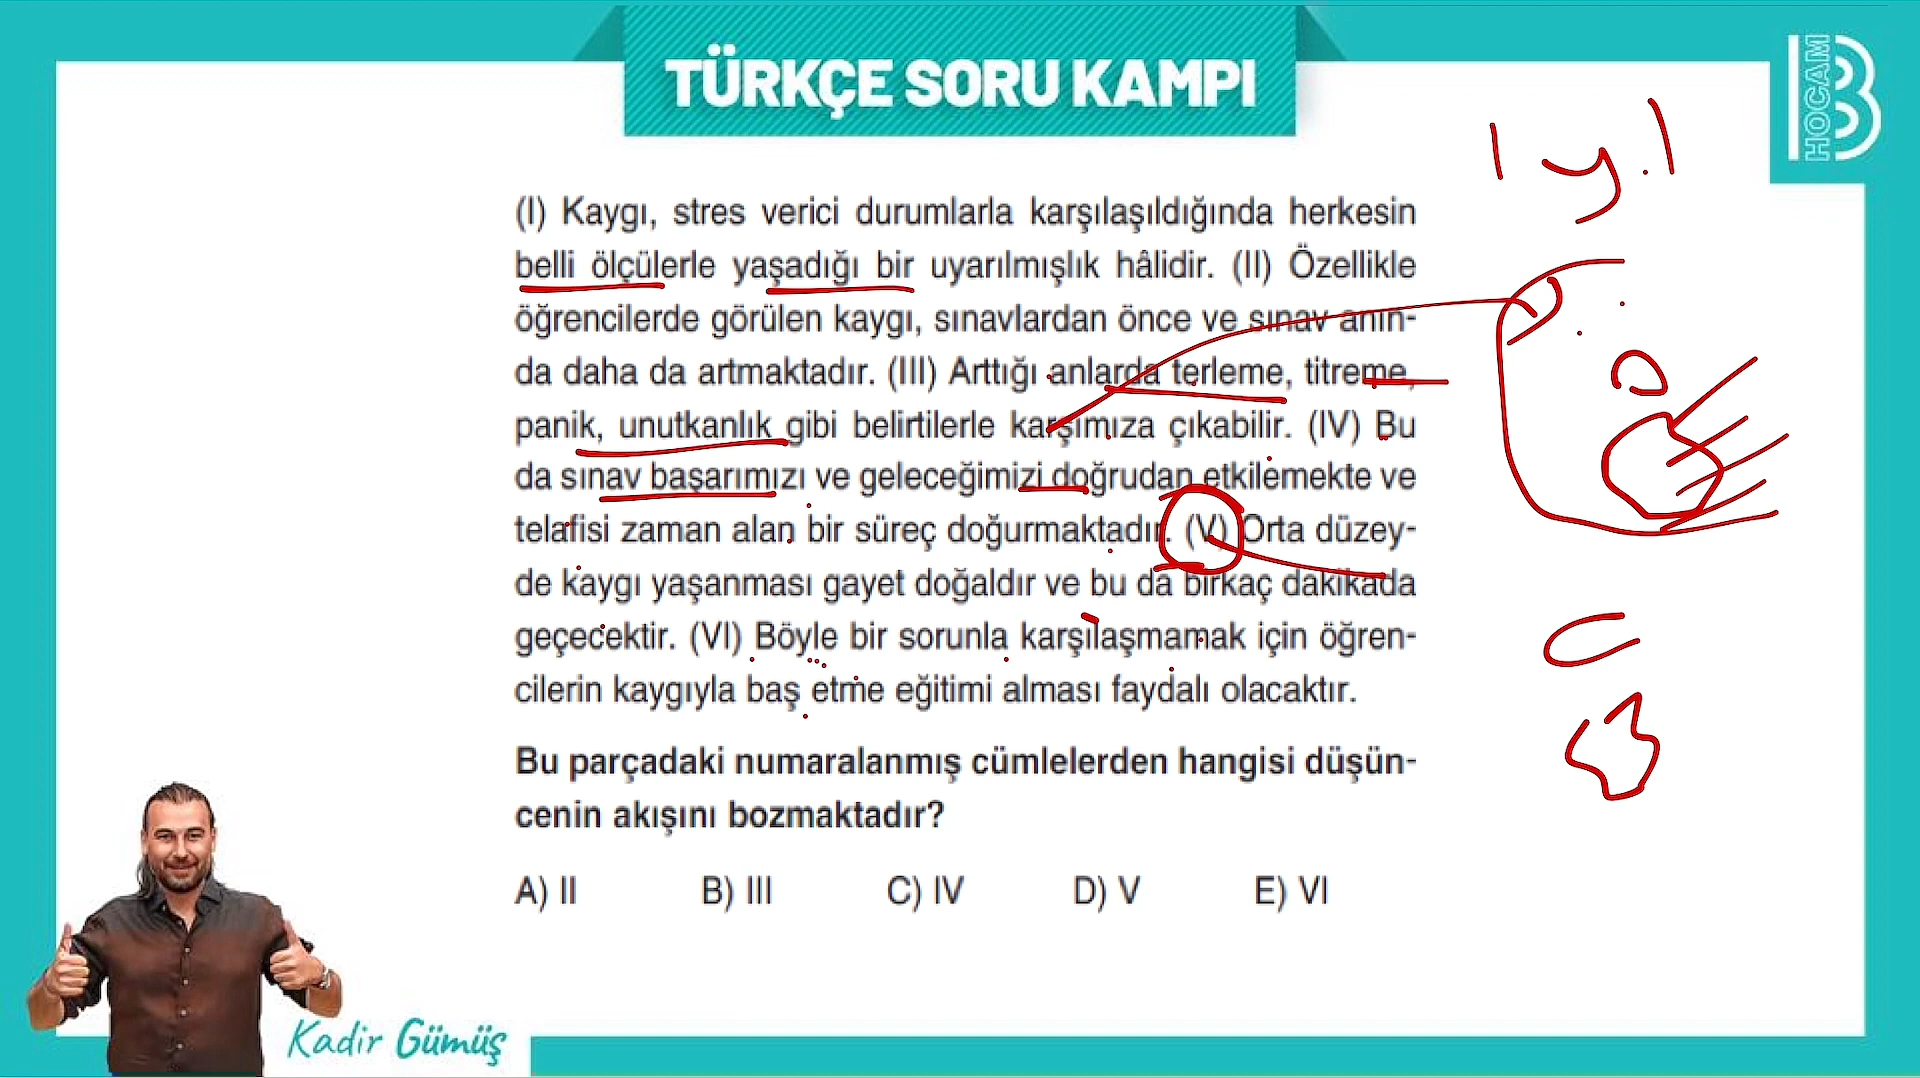 TÜRKÇE SORU KAMPI
B HOCAM
1 y.1
(I) Kaygı, stres verici durumlarla karşılaşıldığında herkesin
belli ölçülerle yaşadığı bir uyarılmışlık hâlidir. (II) Özellikle
öğrencilerde görülen kaygı, sınavlardan önce ve sınav anın-
da daha da artmaktadır. (III) Arttığı anlarda terleme, titreme,
panik, unutkanlık gibi belirtilerle karşımıza çıkabilir. (IV) Bu
da sınav başarımızı ve geleceğimizi doğrudan etkilemekte ve
telafisi zaman alan bir süreç doğurmaktadır. (V) Orta düzey-
de kaygı yaşanması gayet doğaldır ve bu da birkaç dakikada
geçecektir. (VI) Böyle bir sorunla karşılaşmamak için öğren-
cilerin kaygıyla baş etme eğitimi alması faydalı olacaktır.
Bu parçadaki numaralanmış cümlelerden hangisi düşün-
cenin akışını bozmaktadır?
A) II B) III C) IV D) V E) VI
Kadir Gümüş